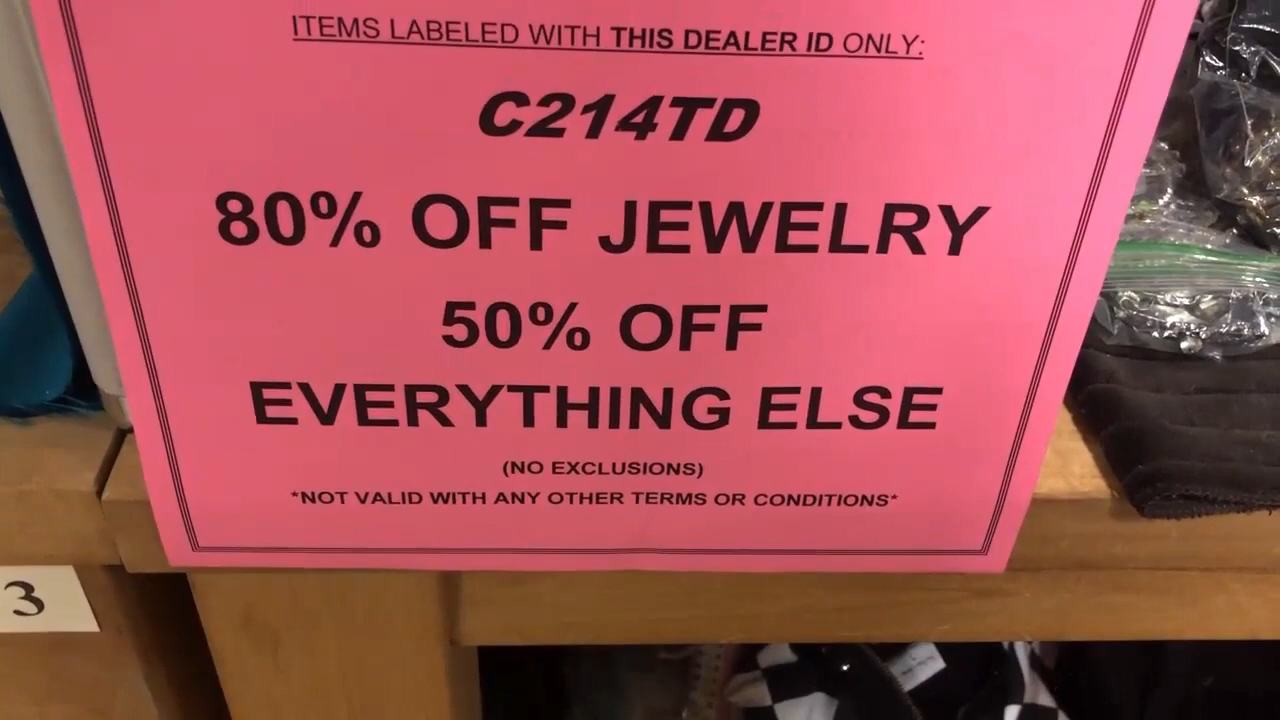 ITEMS LABELED WITH THIS DEALER ID ONLY:
C214TD
80% OFF JEWELRY
50% OFF
EVERYTHING ELSE
(NO EXCLUSIONS)
*NOT VALID WITH ANY OTHER TERMS OR CONDITIONS*
3